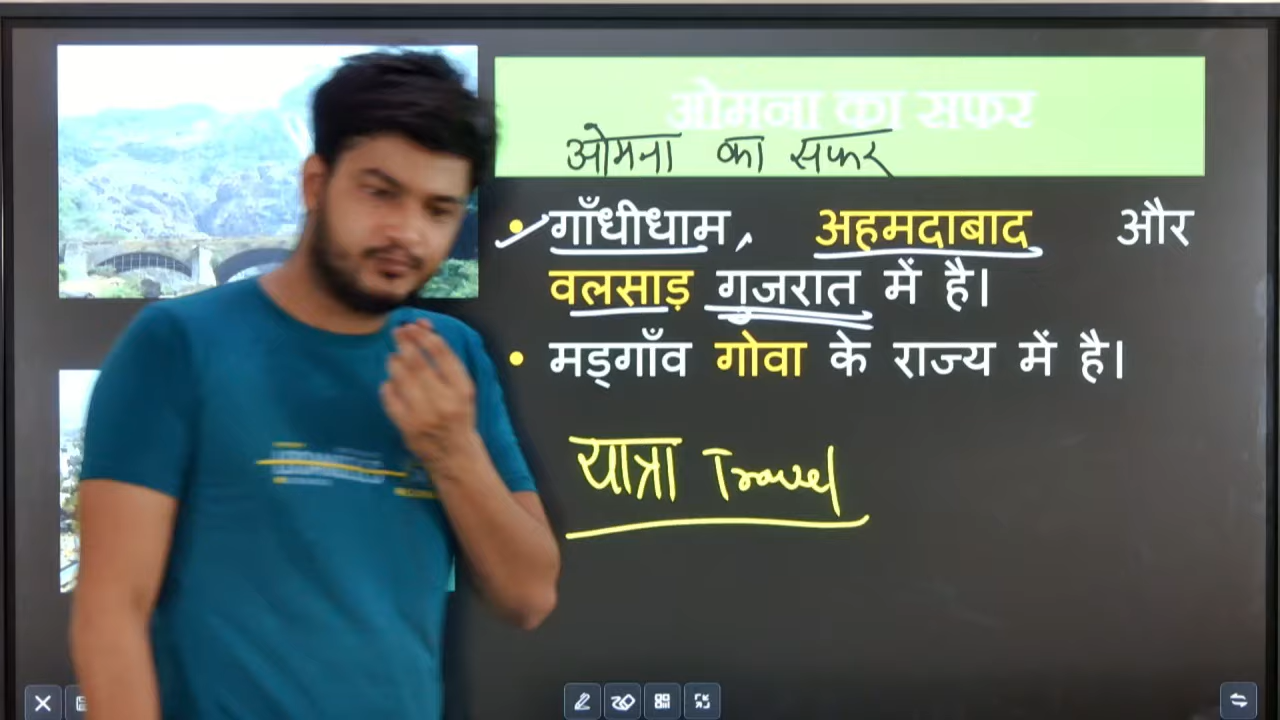 ओमना का सफर
ओमना का सफर
• गाँधीधाम, अहमदाबाद और
वलसाड़ गुजरात में है।
• मड्गाँव गोवा के राज्य में है।
यात्रा Travel